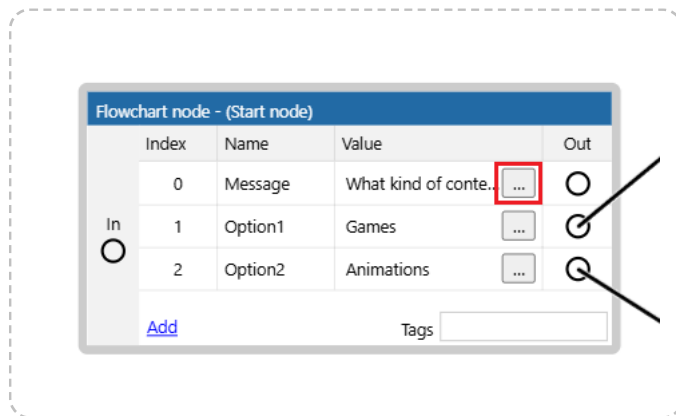 Flowchart node - (Start node)
Index Name Value Out
0 Message What kind of conte... ...
In
1 Option1 Games ...
2 Option2 Animations ...
Add Tags